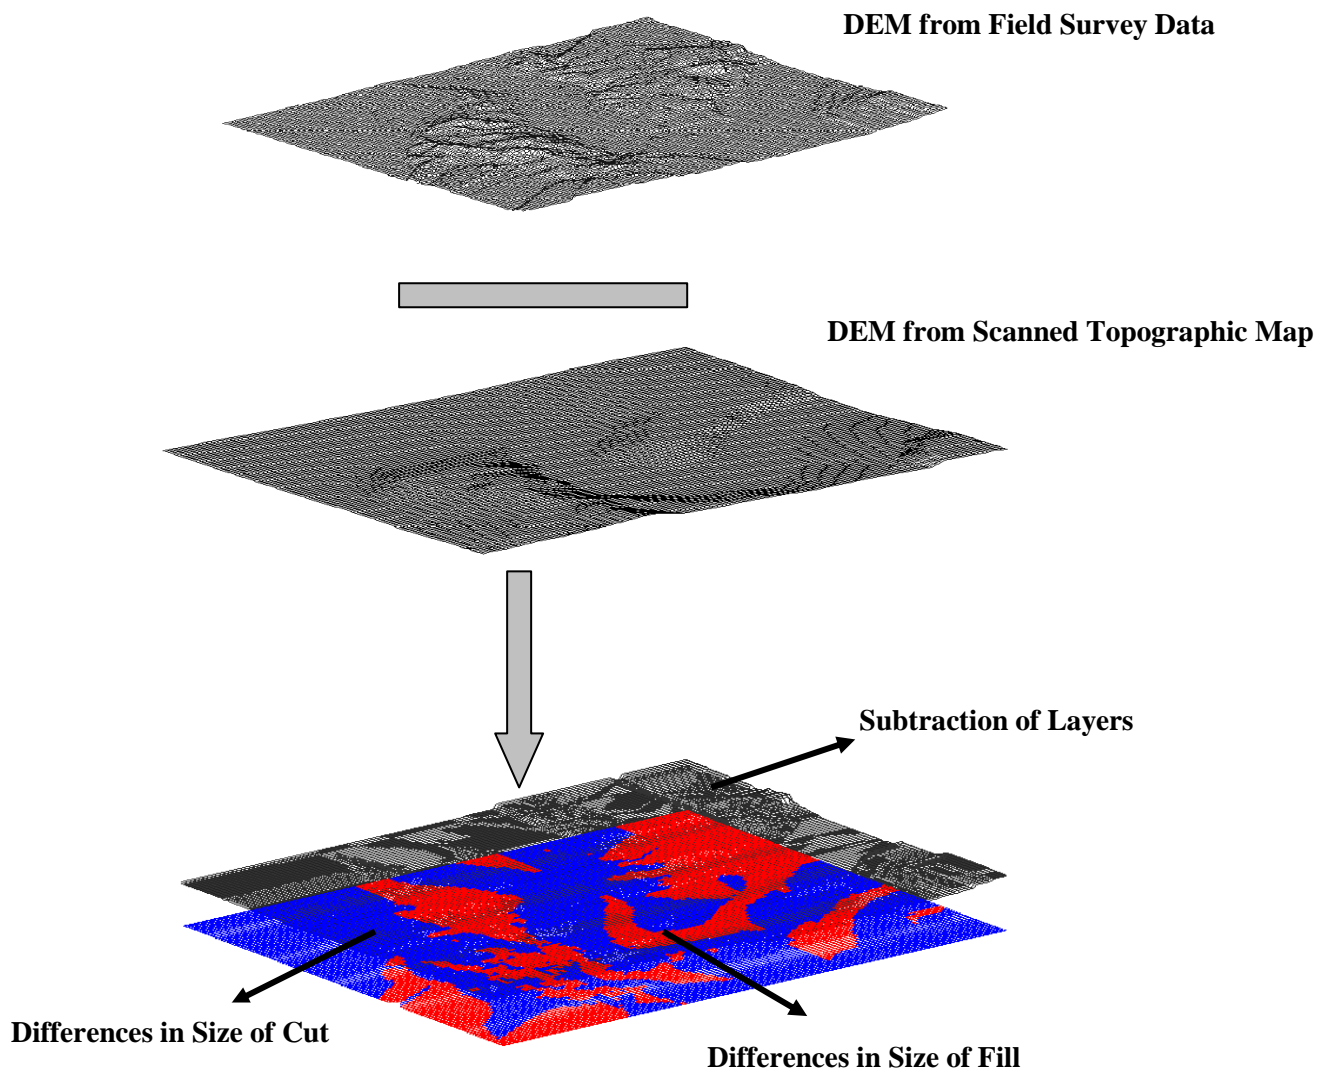 DEM from Field Survey Data
DEM from Scanned Topographic Map
Subtraction of Layers
Differences in Size of Cut
Differences in Size of Fill